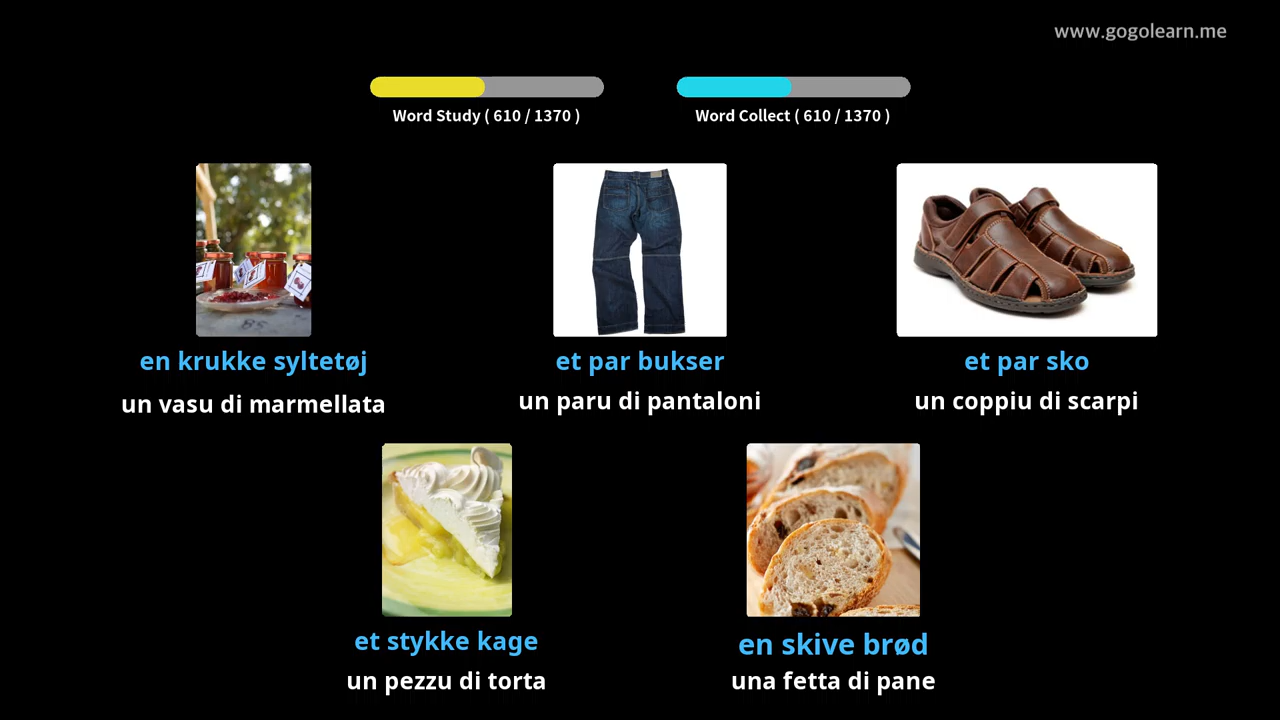 www.gogolearn.me
Word Study ( 610 / 1370 )
Word Collect ( 610 / 1370 )
en krukke syltetøj
un vasu di marmellata
et par bukser
un paru di pantaloni
et par sko
un coppiu di scarpi
et stykke kage
un pezzu di torta
en skive brød
una fetta di pane